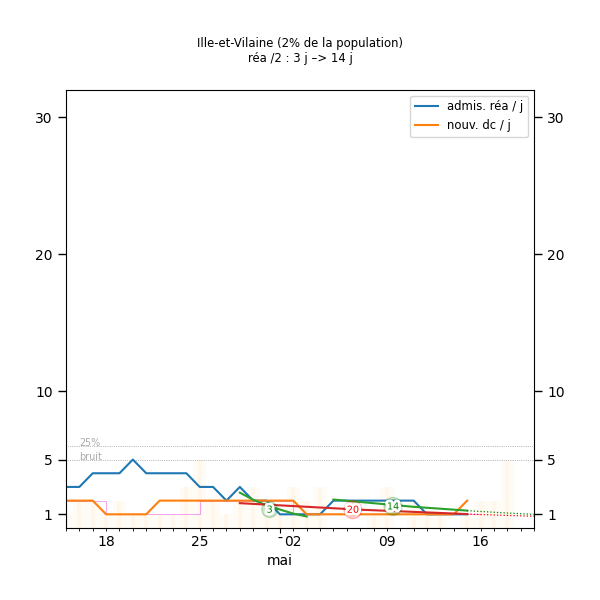 Ille-et-Vilaine (2% de la population)
réa /2 : 3 j –> 14 j
admis. réa / j
nouv. dc / j
30 30
20 20
10 10
25%
bruit
5 5
3 20 14
1 1
18 25 02 09 16
mai